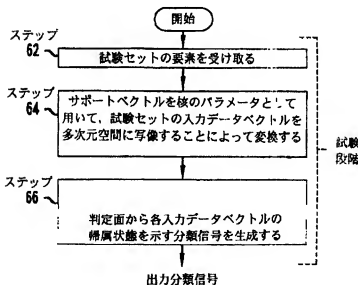 開始
ステップ
62
試験セットの要素を受け取る
ステップ
64
サポートベクトルを核のパラメータとして
用いて，試験セットの入力データベクトルを
多次元空間に写像することによって変換する
試験
段階
ステップ
66
判定面から各入力データベクトルの
帰属状態を示す分類信号を生成する
出力分類信号